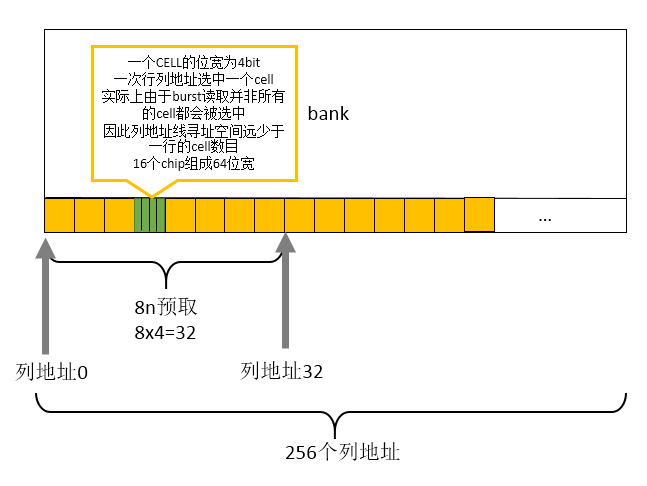 一个CELL的位宽为4bit
一次行列地址选中一个cell
实际上由于burst读取并非所有
的cell都会被选中
因此列地址线寻址空间远少于
一行的cell数目
16个chip组成64位宽
bank
...
8n预取
8x4=32
列地址0
列地址32
256个列地址